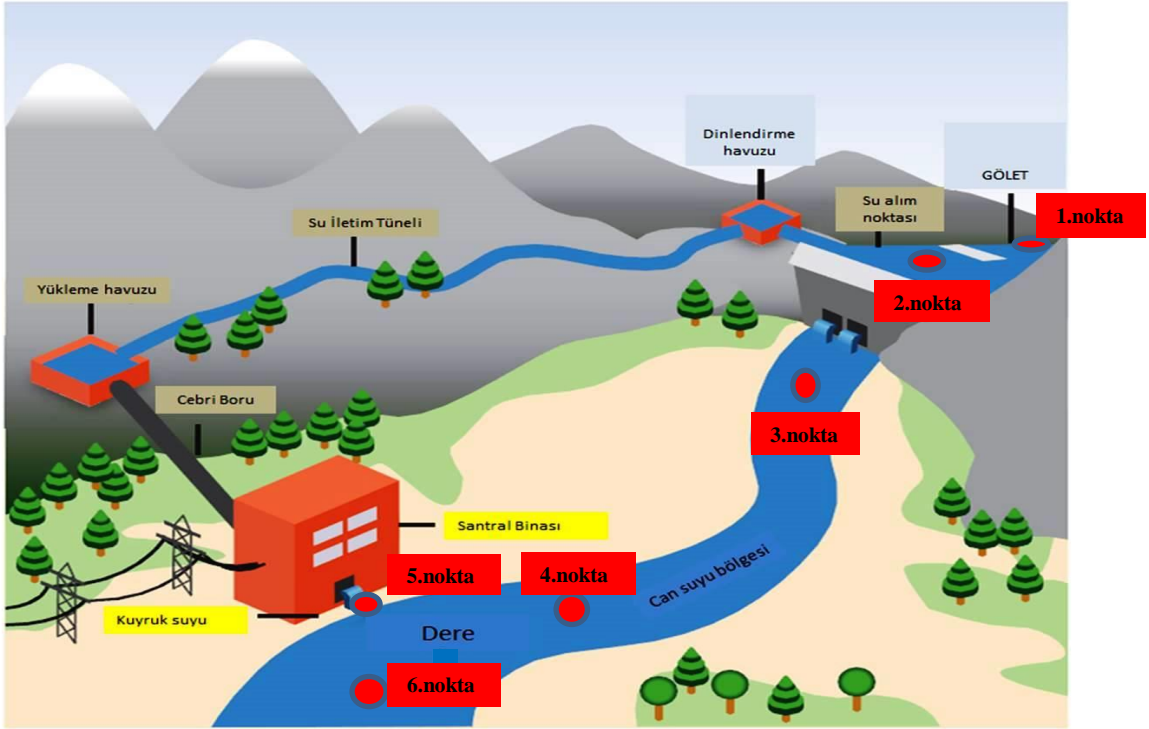 Dinlendirme
havuzu
GÖLET
Su alım
noktası
1.nokta
Su İletim Tüneli
2.nokta
Yükleme havuzu
Cebri Boru
3.nokta
Santral Binası
Can suyu bölgesi
5.nokta
4.nokta
Kuyruk suyu
Dere
6.nokta